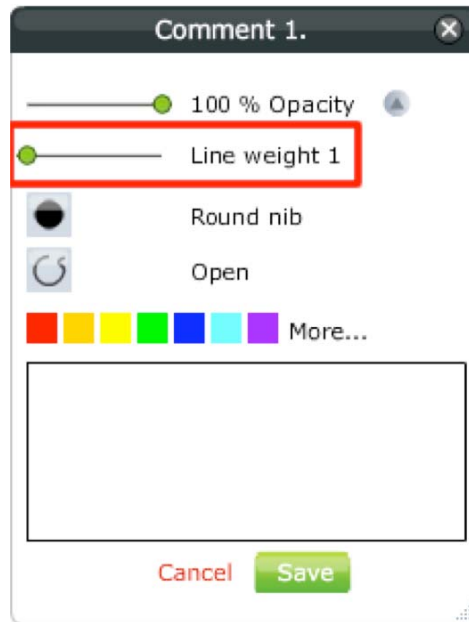 Comment 1.
100 % Opacity
Line weight 1
Round nib
Open
More...
Cancel Save